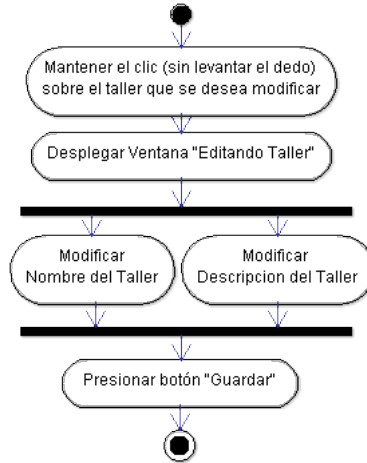 Mantener el clic (sin levantar el dedo)
sobre el taller que se desea modificar
Desplegar Ventana "Editando Taller"
Modificar
Nombre del Taller
Modificar
Descripcion del Taller
Presionar botón "Guardar"